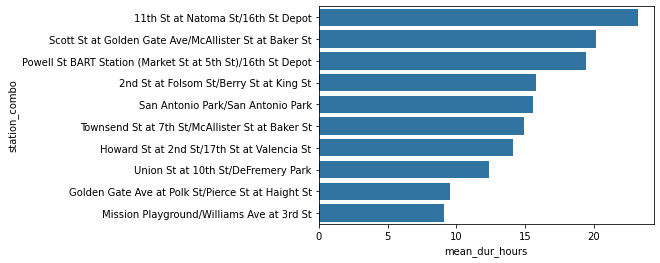 11th St at Natoma St/16th St Depot
Scott St at Golden Gate Ave/McAllister St at Baker St
Powell St BART Station (Market St at 5th St)/16th St Depot
2nd St at Folsom St/Berry St at King St
San Antonio Park/San Antonio Park
Townsend St at 7th St/McAllister St at Baker St
Howard St at 2nd St/17th St at Valencia St
Union St at 10th St/DeFremery Park
Golden Gate Ave at Polk St/Pierce St at Haight St
Mission Playground/Williams Ave at 3rd St
station_combo
0 5 10 15 20
mean_dur_hours